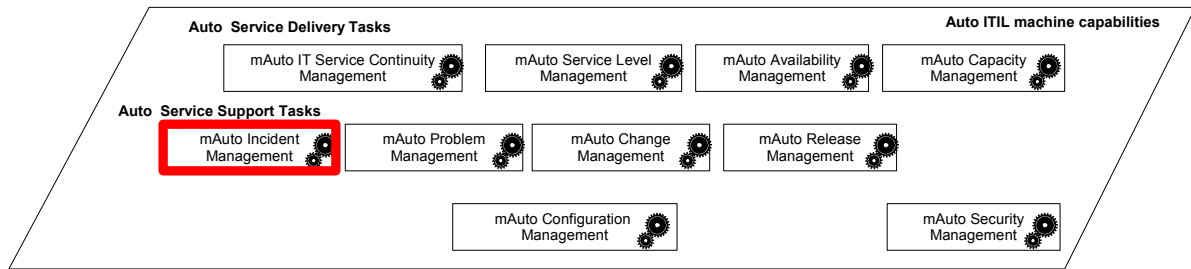 Auto Service Delivery Tasks
Auto ITIL machine capabilities
mAuto IT Service Continuity
Management
mAuto Service Level
Management
mAuto Availability
Management
mAuto Capacity
Management
Auto Service Support Tasks
mAuto Incident
Management
mAuto Problem
Management
mAuto Change
Management
mAuto Release
Management
mAuto Configuration
Management
mAuto Security
Management